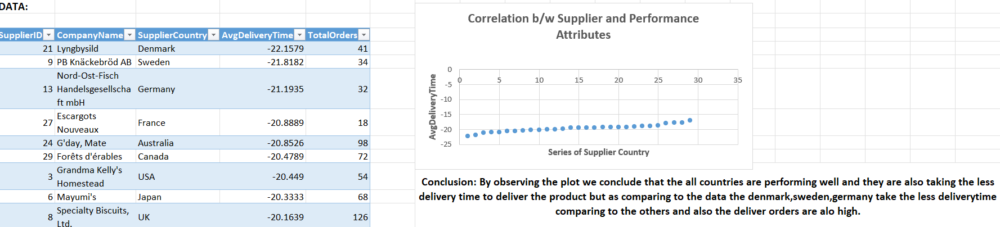 DATA:
SupplierID CompanyName SupplierCountry AvgDeliveryTime TotalOrders
21 Lyngbysild Denmark -22.1579 41
9 PB Knäckebröd AB Sweden -21.8182 34
Nord-Ost-Fisch
13 Handelsgesellscha Germany -21.1935 32
ft mbH
Escargots
27 France -20.8889 18
Nouveaux
24 G'day, Mate Australia -20.8526 98
29 Forêts d'érables Canada -20.4789 72
Grandma Kelly's
3 USA -20.449 54
Homestead
6 Mayumi's Japan -20.3333 68
Specialty Biscuits,
8 UK -20.1639 126
Ltd.
Correlation b/w Supplier and Performance
Attributes
0
0 5 10 15 20 25 30 35
-5
-10
-15
-20
-25
AvgDeliveryTime
Series of Supplier Country
Conclusion: By observing the plot we conclude that the all countries are performing well and they are also taking the less
delivery time to deliver the product but as comparing to the data the denmark,sweden,germany take the less deliverytime
comparing to the others and also the deliver orders are alo high.